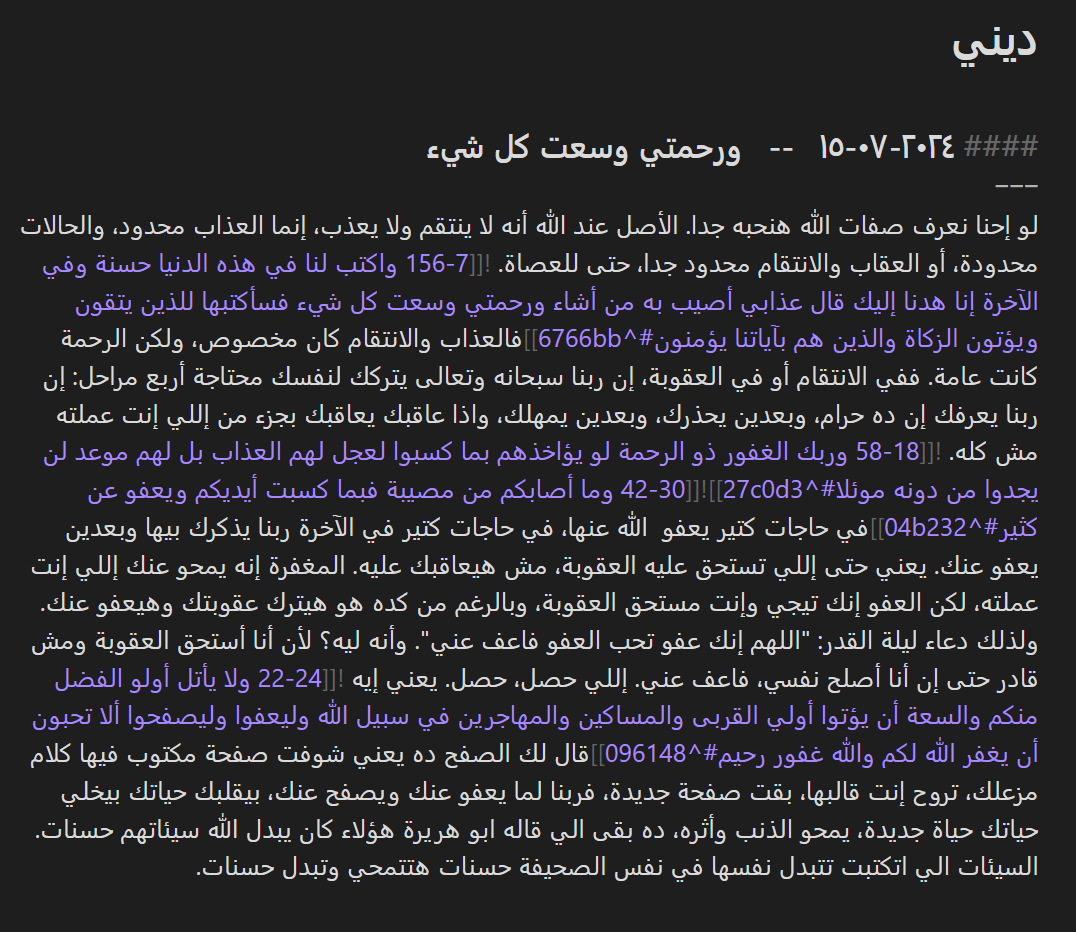 ديني
#### ٢٠٢٤-٠٧-١٥ -- ورحمتي وسعت كل شيء
---
لو إحنا نعرف صفات الله هنحبه جدا. الأصل عند الله أنه لا ينتقم ولا يعذب، إنما العذاب محدود، والحالات
محدودة، أو العقاب والانتقام محدود جدا، حتى للعصاة. ![[7-156 واكتب لنا في هذه الدنيا حسنة وفي
الآخرة إنا هدنا إليك قال عذابي أصيب به من أشاء ورحمتي وسعت كل شيء فسأكتبها للذين يتقون
ويؤتون الزكاة والذين هم بآياتنا يؤمنون#^6766bb]]فالعذاب والانتقام كان مخصوص، ولكن الرحمة
كانت عامة. ففي الانتقام أو في العقوبة، إن ربنا سبحانه وتعالى يتركك لنفسك محتاجة أربع مراحل: إن
ربنا يعرفك إن ده حرام، وبعدين يحذرك، وبعدين يمهلك، واذا عاقبك يعاقبك بجزء من إللي إنت عملته
مش كله. ![[18-58 وربك الغفور ذو الرحمة لو يؤاخذهم بما كسبوا لعجل لهم العذاب بل لهم موعد لن
يجدوا من دونه موئلا#^27c0d3]]![[30-42 وما أصابكم من مصيبة فبما كسبت أيديكم ويعفو عن
كثير#^04b232]]في حاجات كتير يعفو  الله عنها، في حاجات كتير في الآخرة ربنا يذكرك بيها وبعدين
يعفو عنك. يعني حتى إللي تستحق عليه العقوبة، مش هيعاقبك عليه. المغفرة إنه يمحو عنك إللي إنت
عملته، لكن العفو إنك تيجي وإنت مستحق العقوبة، وبالرغم من كده هو هيترك عقوبتك وهيعفو عنك.
ولذلك دعاء ليلة القدر: "اللهم إنك عفو تحب العفو فاعف عني". وأنه ليه؟ لأن أنا أستحق العقوبة ومش
قادر حتى إن أنا أصلح نفسي، فاعف عني. إللي حصل، حصل. يعني إيه ![[24-22 ولا يأتل أولو الفضل
منكم والسعة أن يؤتوا أولي القربى والمساكين والمهاجرين في سبيل الله وليعفوا وليصفحوا ألا تحبون
أن يغفر الله لكم والله غفور رحيم#^096148]]قال لك الصفح ده يعني شوفت صفحة مكتوب فيها كلام
مزعلك، تروح إنت قالبها، بقت صفحة جديدة، فربنا لما يعفو عنك ويصفح عنك، بيقلبك حياتك بيخلي
حياتك حياة جديدة، يمحو الذنب وأثره، ده بقى الي قاله ابو هريرة هؤلاء كان يبدل الله سيئاتهم حسنات.
السيئات الي اتكتبت تتبدل نفسها في نفس الصحيفة حسنات هتتمحي وتبدل حسنات.